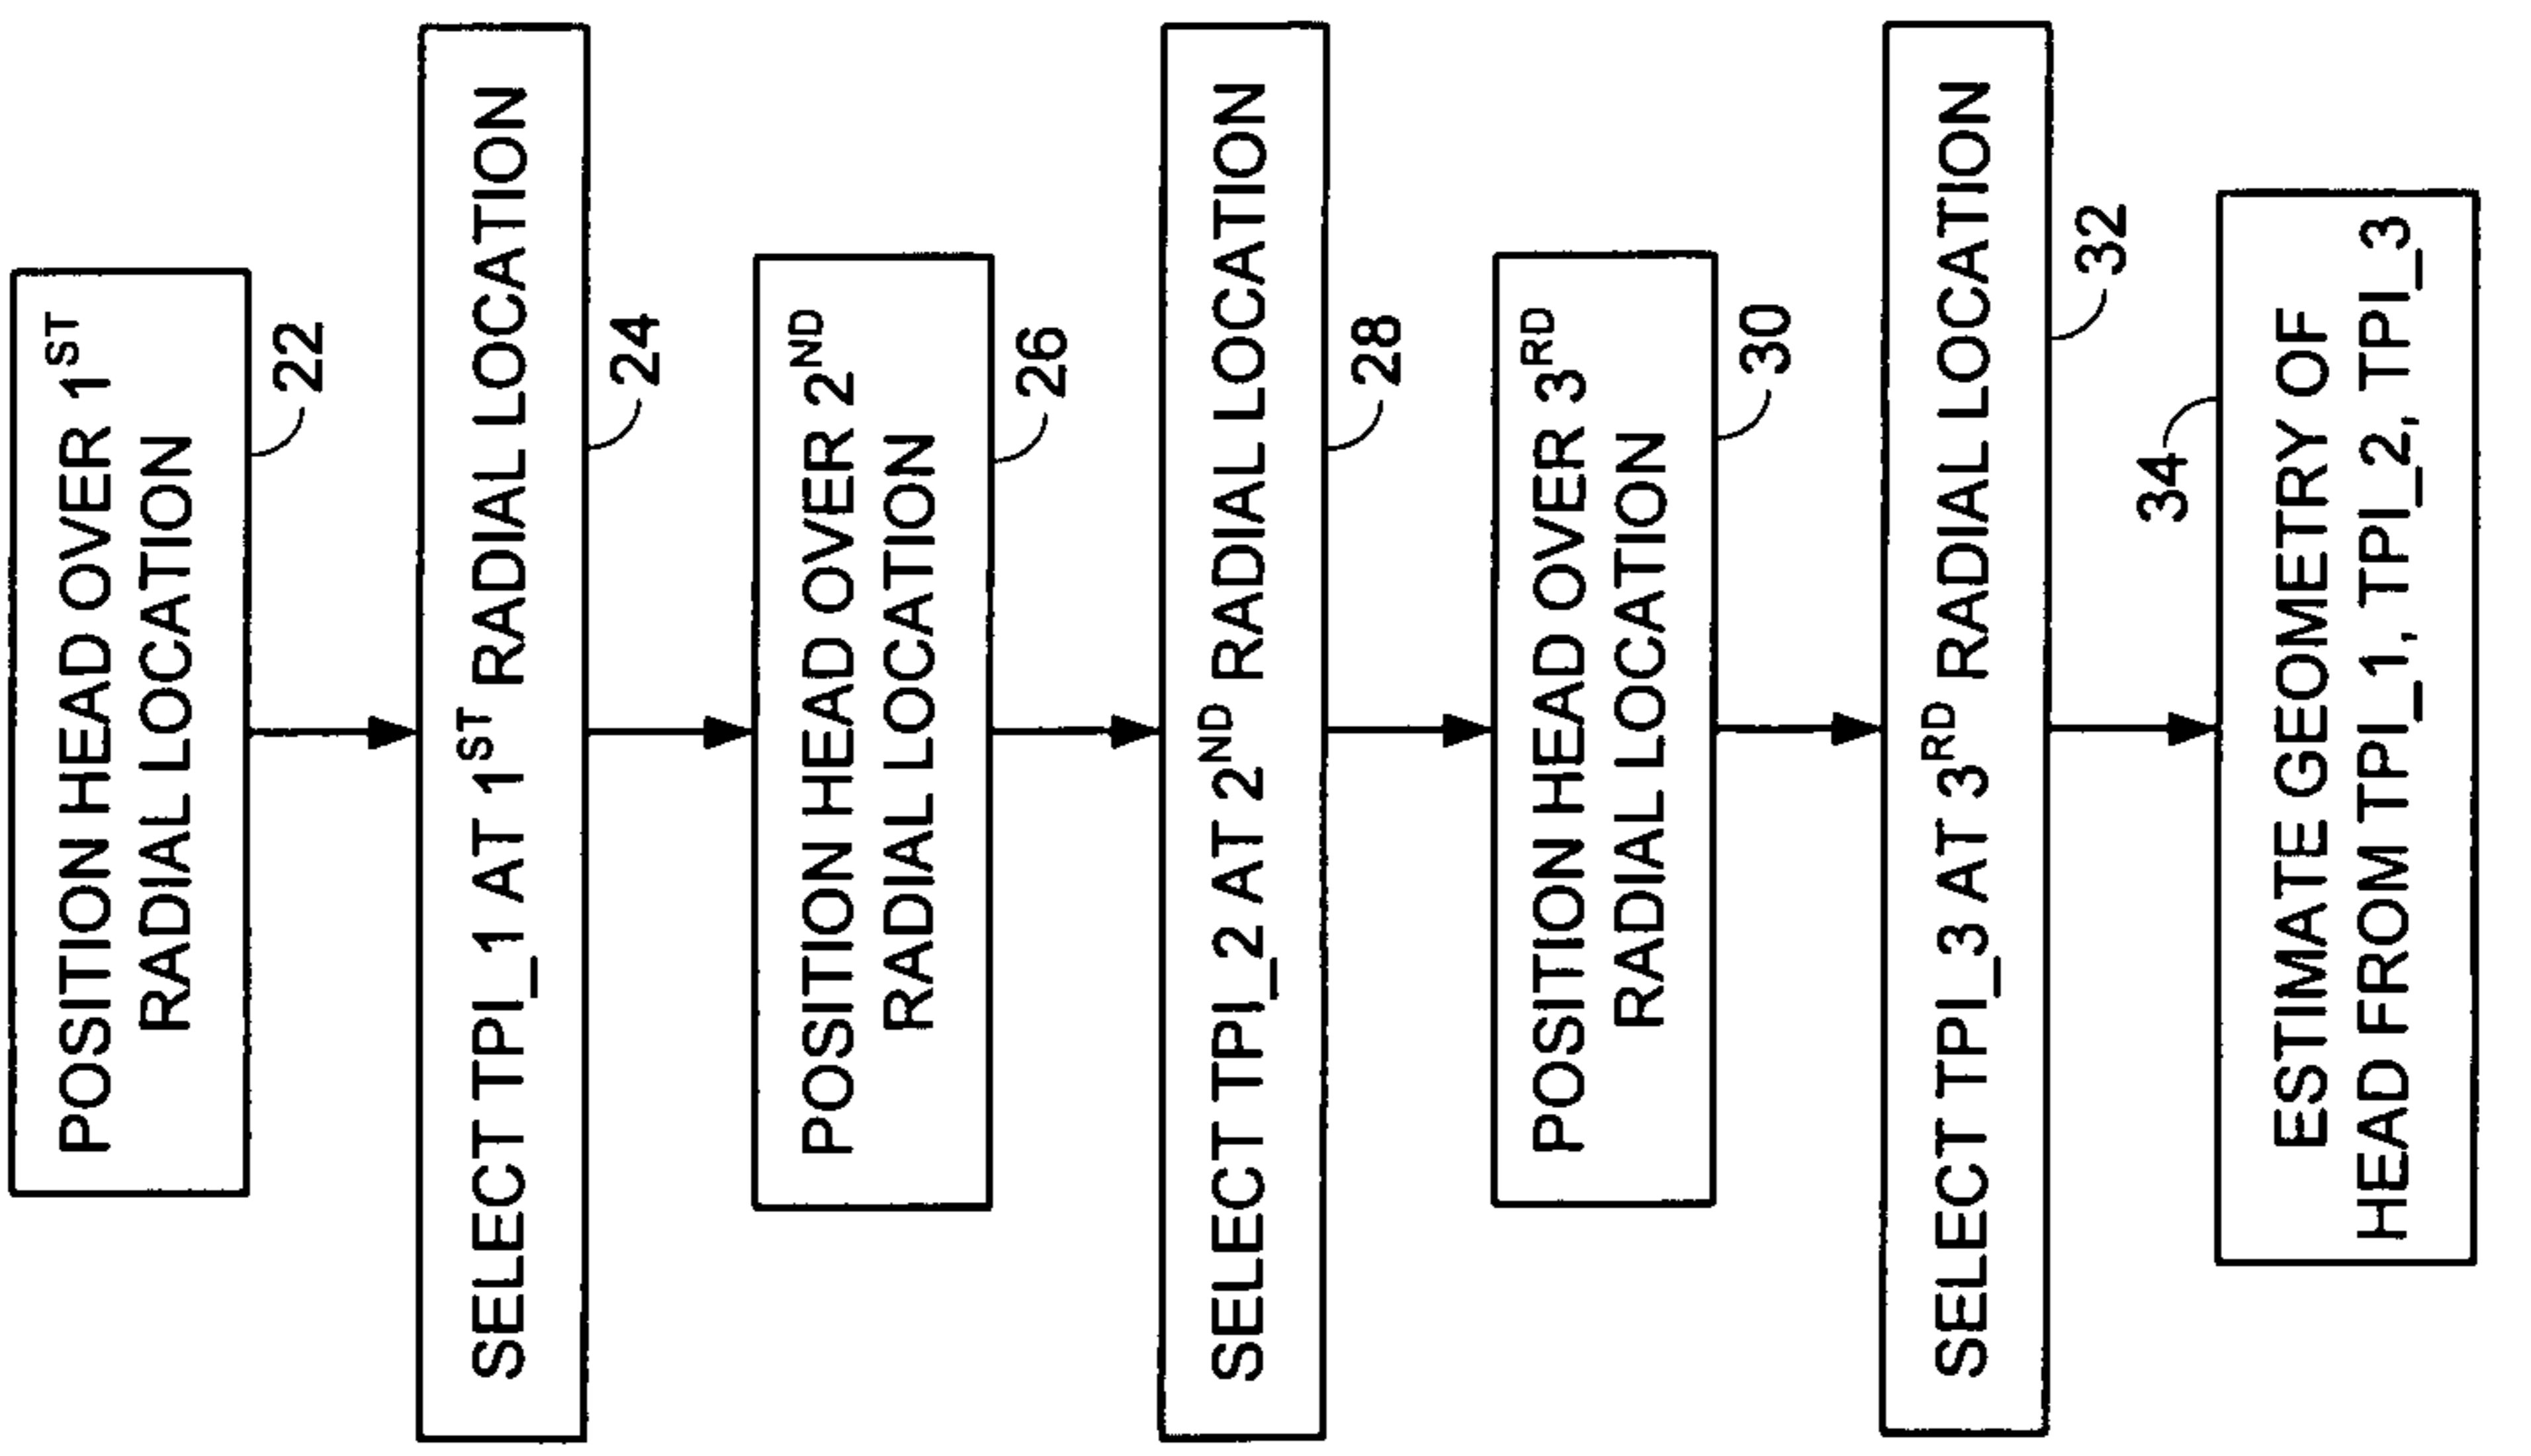 POSITION HEAD OVER 1ST
RADIAL LOCATION
22
SELECT TPI_1 AT 1ST RADIAL LOCATION
24
POSITION HEAD OVER 2ND
RADIAL LOCATION
26
SELECT TPI_2 AT 2ND RADIAL LOCATION
28
POSITION HEAD OVER 3RD
RADIAL LOCATION
30
SELECT TPI_3 AT 3RD RADIAL LOCATION
32
34
ESTIMATE GEOMETRY OF
HEAD FROM TPI_1, TPI_2, TPI_3